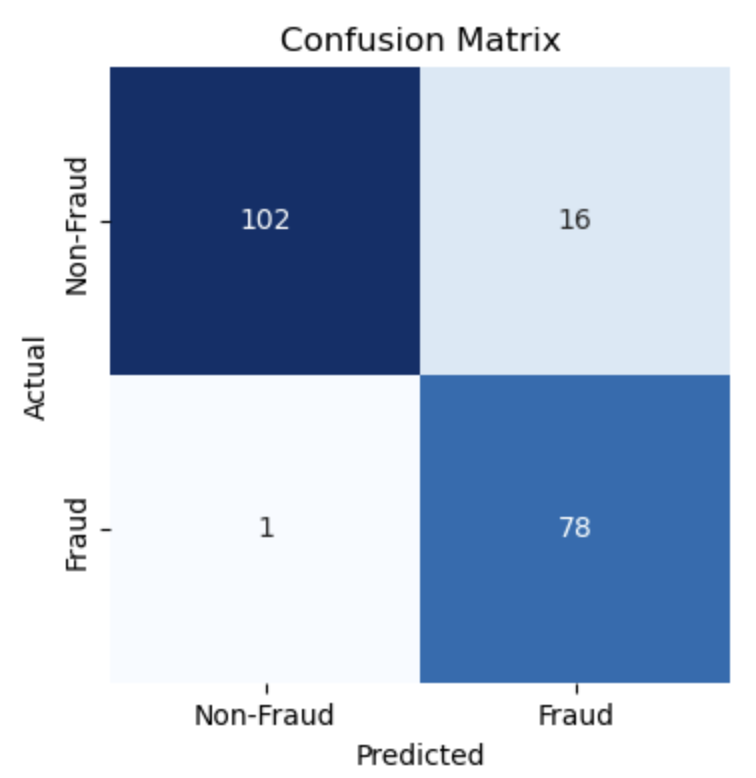 Confusion Matrix
Non-Fraud
102
16
Actual
Fraud
1
78
Non-Fraud
Fraud
Predicted